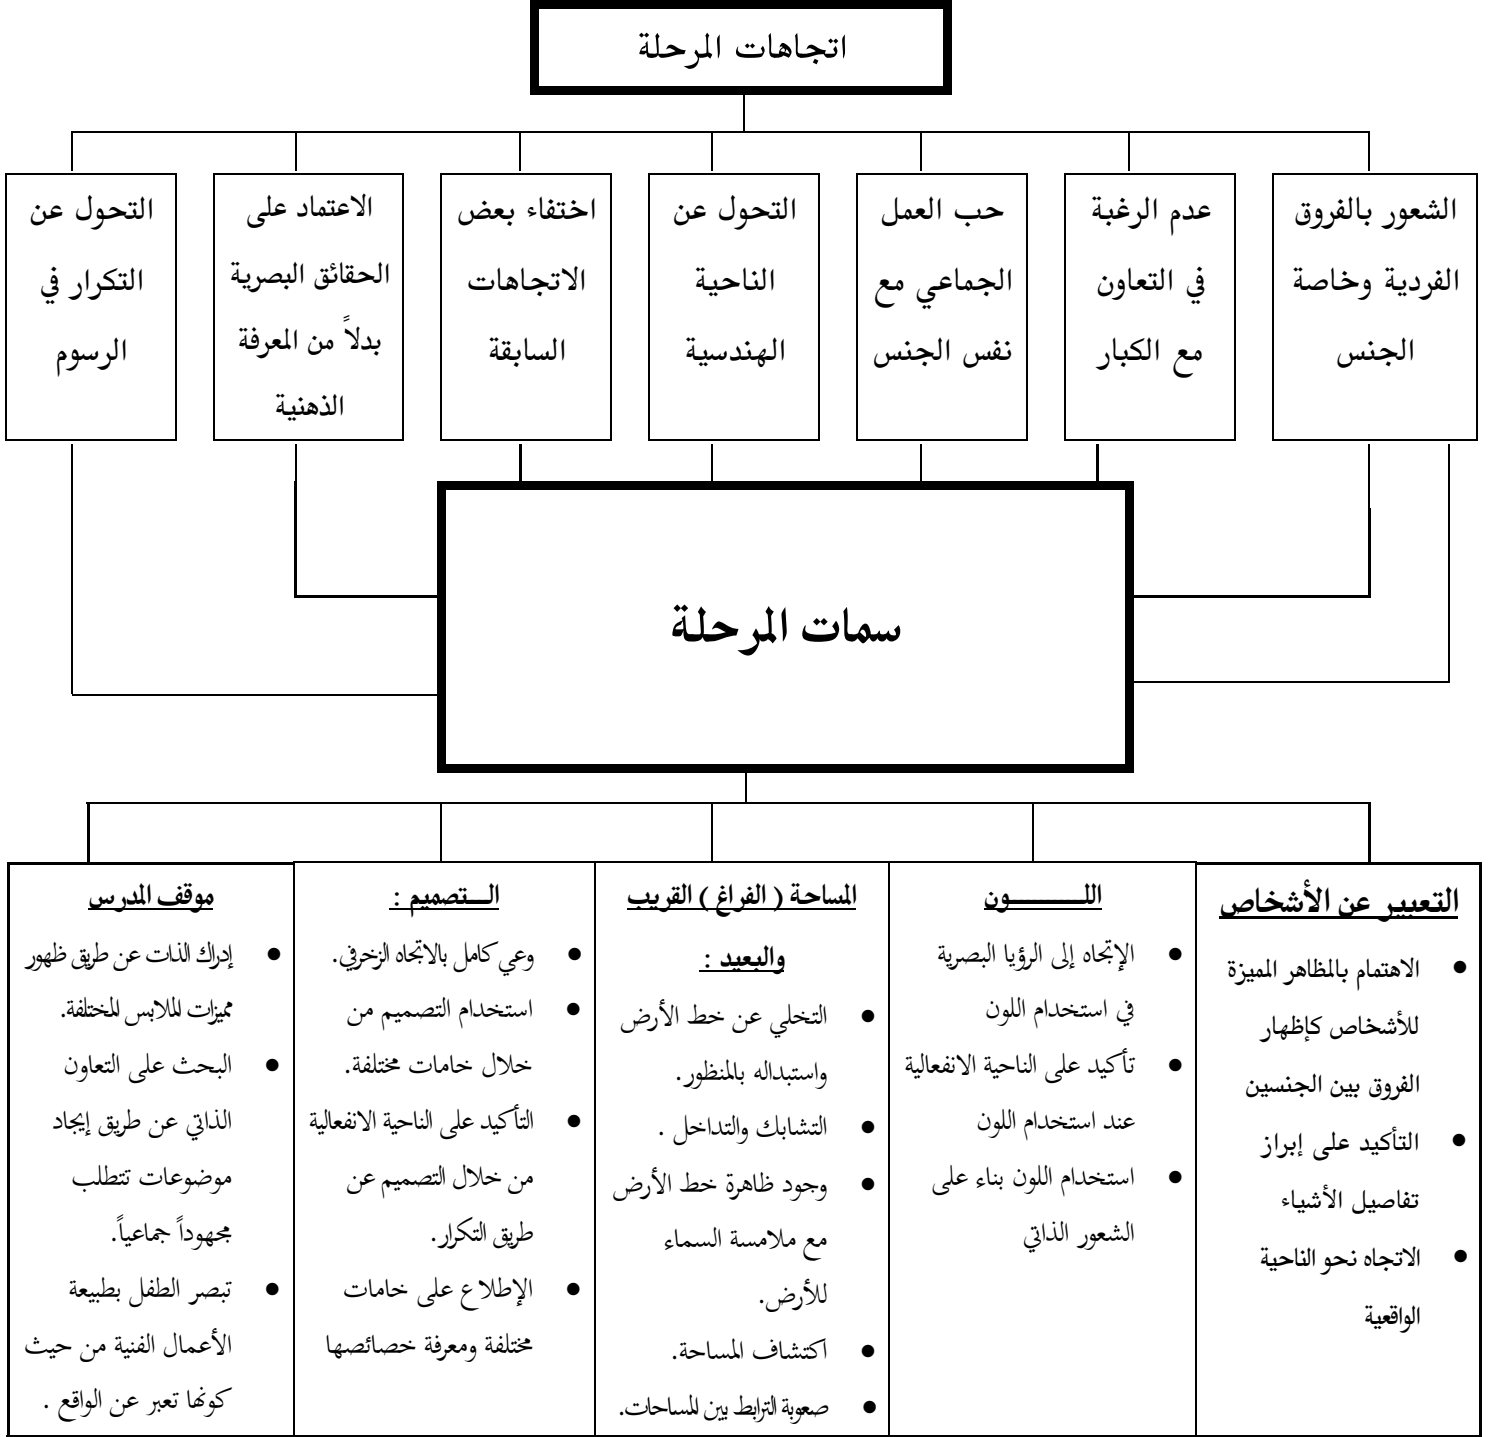 اتجاهات المرحلة
الشعور بالفروق
الفردية وخاصة
الجنس
عدم الرغبة
في التعاون
مع الكبار
حب العمل
الجماعي مع
نفس الجنس
التحول عن
الناحية
الهندسية
اختفاء بعض
الاتجاهات
السابقة
الاعتماد على
الحقائق البصرية
بدلاً من المعرفة
الذهنية
التحول عن
التكرار في
الرسوم
سمات المرحلة
التعبير عن الأشخاص
• الاهتمام بالمظاهر المميزة
للأشخاص كإظهار
الفروق بين الجنسين
• التأكيد على إبراز
تفاصيل الأشياء
• الاتجاه نحو الناحية
الواقعية
اللـــــــــون
• الإتجاه إلى الرؤيا البصرية
في استخدام اللون
• تأكيد على الناحية الانفعالية
عند استخدام اللون
• استخدام اللون بناء على
الشعور الذاتي
المساحة ( الفراغ ) القريب
والبعيد :
• التخلي عن خط الأرض
واستبداله بالمنظور.
• التشابك والتداخل .
• وجود ظاهرة خط الأرض
مع ملامسة السماء
للأرض.
• اكتشاف المساحة.
• صعوبة الترابط بين المساحات.
الـــتصميم :
• وعي كامل بالاتجاه الزخرفي.
• استخدام التصميم من
خلال خامات مختلفة.
• التأكيد على الناحية الانفعالية
من خلال التصميم عن
طريق التكرار.
• الإطلاع على خامات
مختلفة ومعرفة خصائصها
موقف المدرس
• إدراك الذات عن طريق ظهور
مميزات الملابس المختلفة.
• البحث على التعاون
الذاتي عن طريق إيجاد
موضوعات تتطلب
مجهوداً جماعياً.
• تبصر الطفل بطبيعة
الأعمال الفنية من حيث
كونها تعبر عن الواقع .